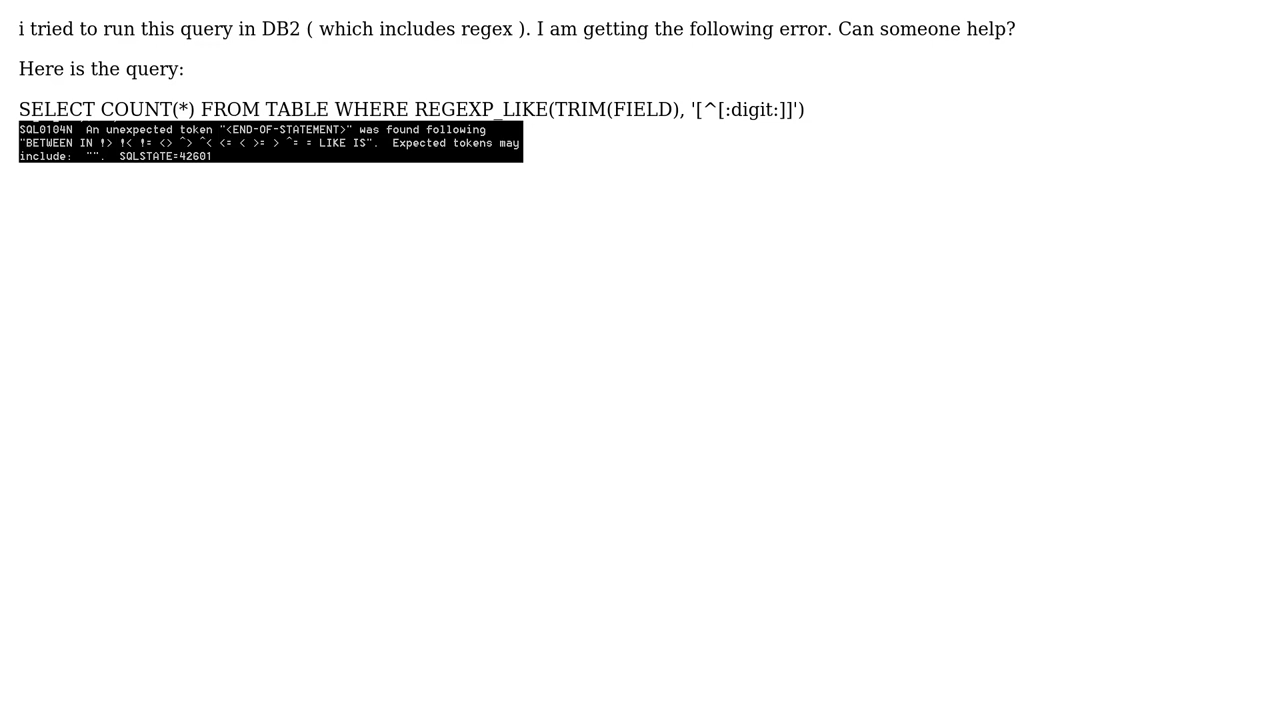 i tried to run this query in DB2 ( which includes regex ). I am getting the following error. Can someone help?
Here is the query:
SELECT COUNT(*) FROM TABLE WHERE REGEXP_LIKE(TRIM(FIELD), '[^[:digit:]]')
SQL0104N  An unexpected token "<END-OF-STATEMENT>" was found following
"BETWEEN IN !> !< != <> ^> ^< <= < >= > ^= = LIKE IS".  Expected tokens may
include:  "".  SQLSTATE=42601